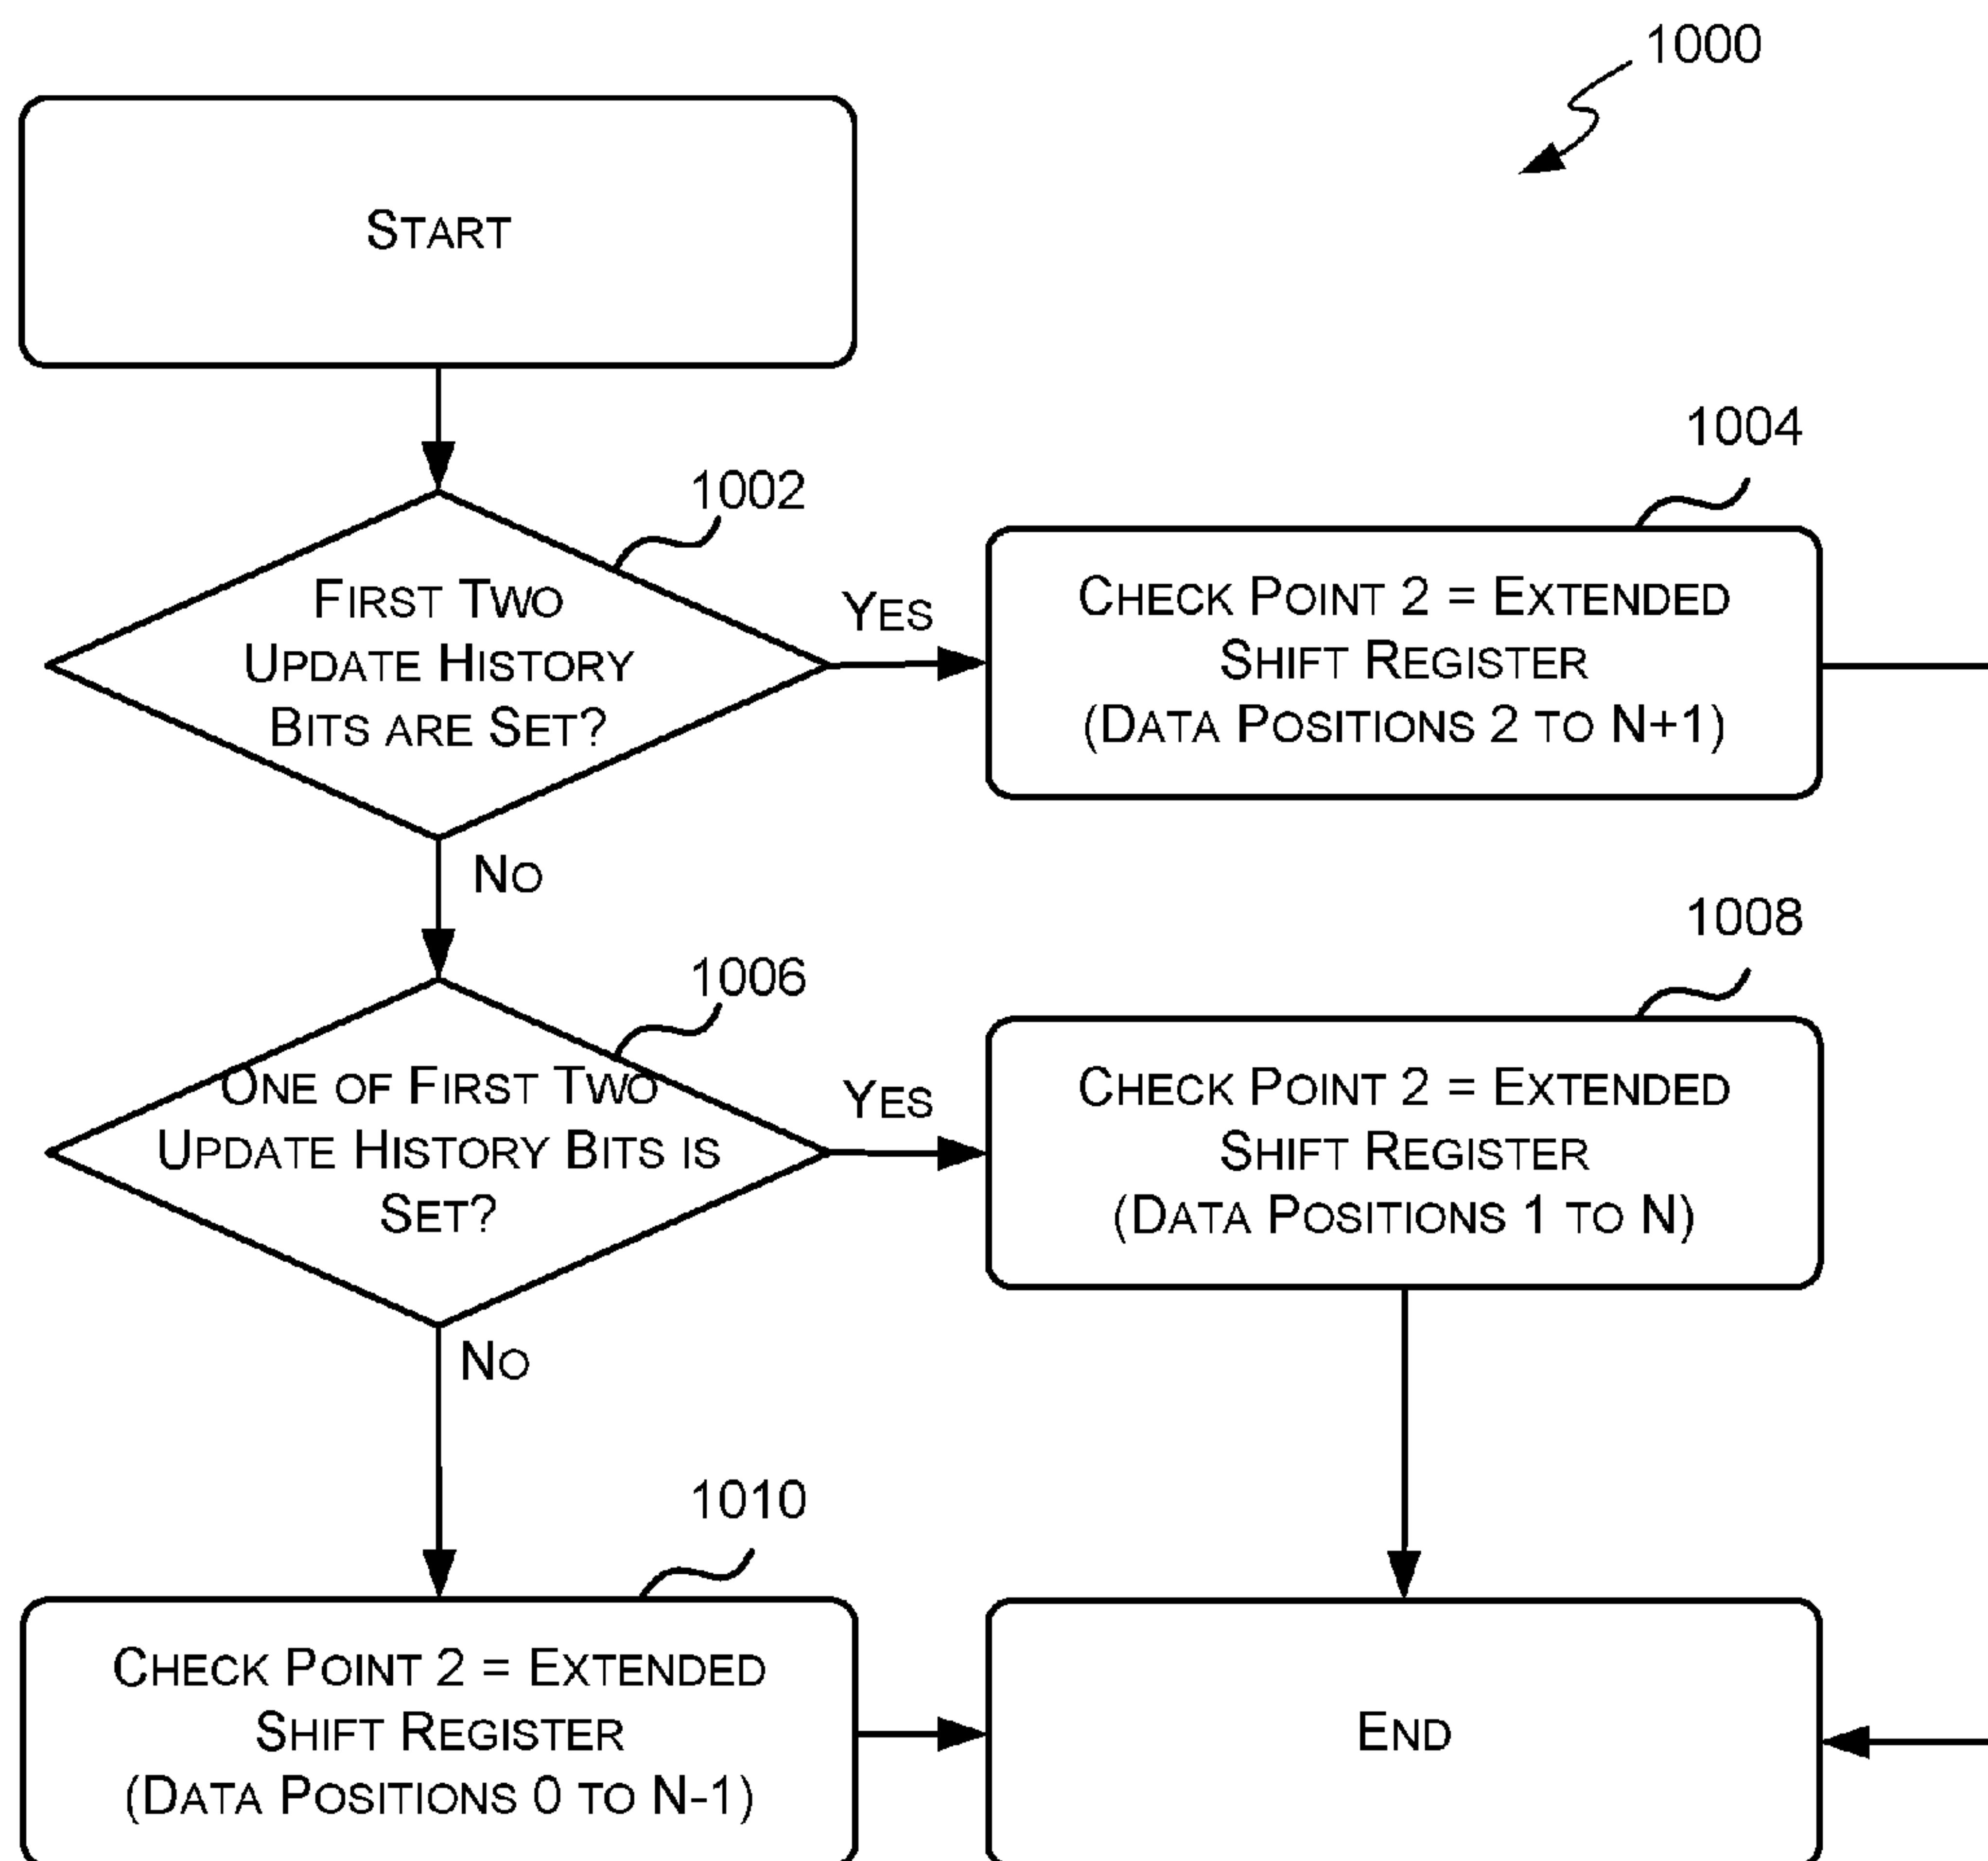 1000
START
1002
FIRST TWO
UPDATE HISTORY
BITS ARE SET?
YES
1004
CHECK POINT 2 = EXTENDED
SHIFT REGISTER
(DATA POSITIONS 2 TO N+1)
NO
1006
ONE OF FIRST TWO
UPDATE HISTORY BITS IS
SET?
YES
1008
CHECK POINT 2 = EXTENDED
SHIFT REGISTER
(DATA POSITIONS 1 TO N)
NO
1010
CHECK POINT 2 = EXTENDED
SHIFT REGISTER
(DATA POSITIONS 0 TO N-1)
END